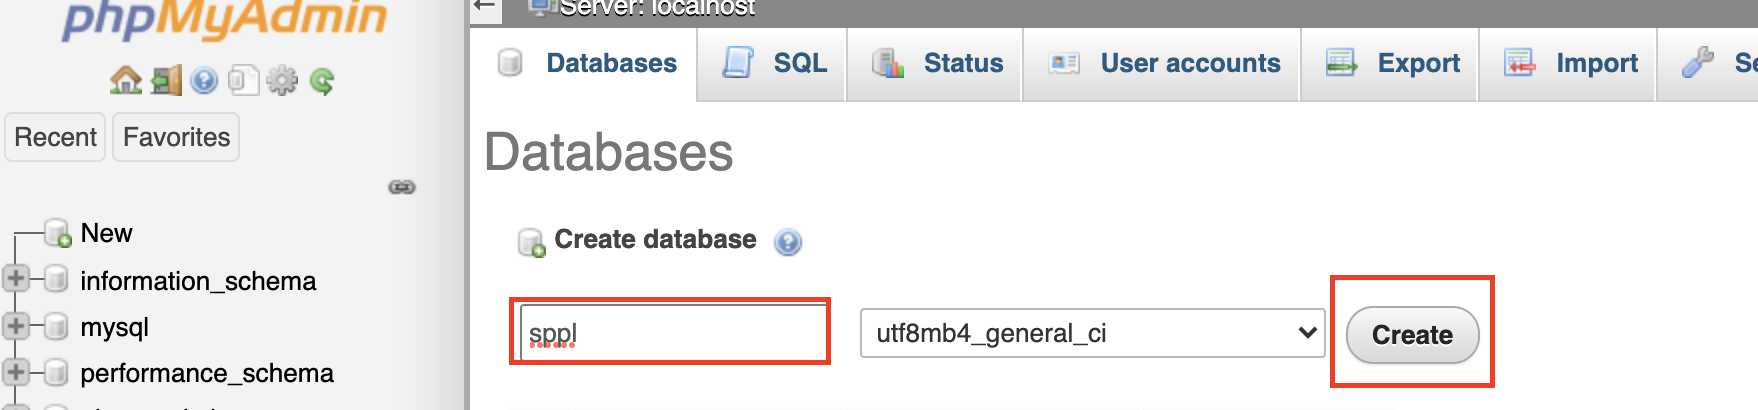 phpMyAdmin
Recent
Favorites
New
information_schema
mysql
performance_schema
Server: localhost
Databases
SQL
Status
User accounts
Export
Import
Databases
Create database
sppl
utf8mb4_general_ci
Create